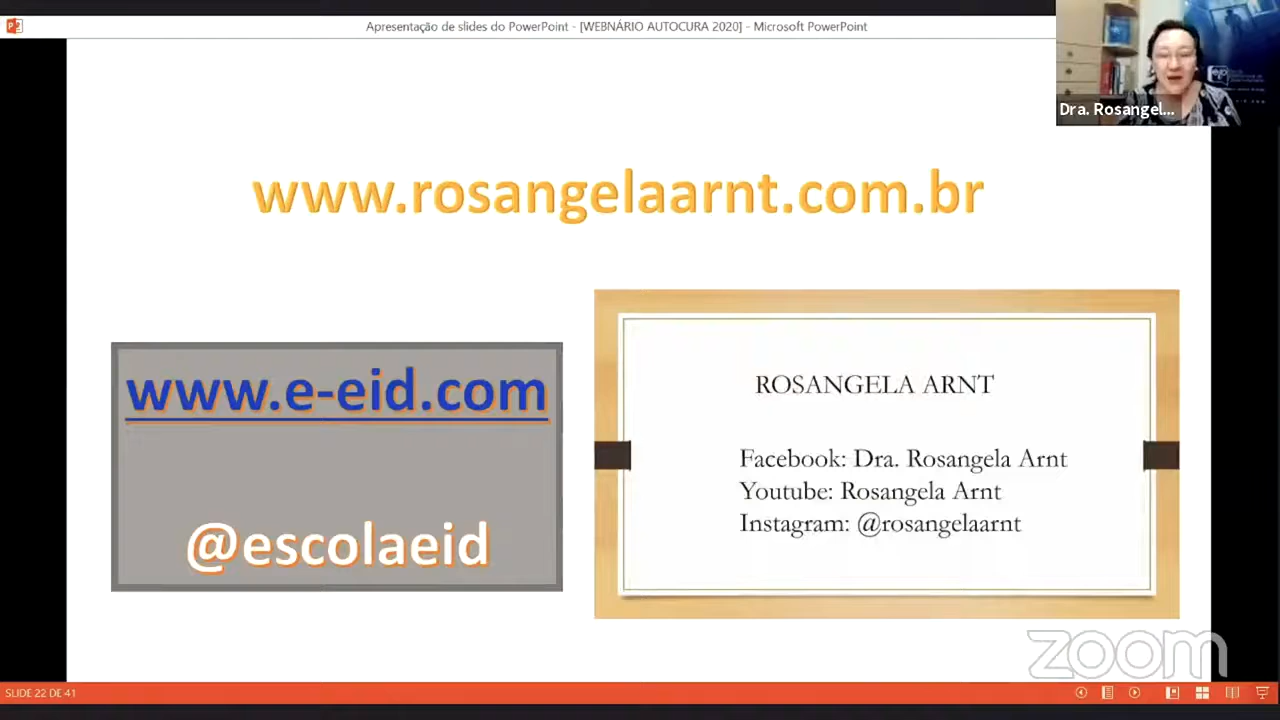 Apresentação de slides do PowerPoint - [WEBNÁRIO AUTOCURA 2020] - Microsoft PowerPoint
Dra. Rosangel...
www.rosangelaarnt.com.br
www.e-eid.com
@escolaeid
ROSANGELA ARNT
Facebook: Dra. Rosangela Arnt
Youtube: Rosangela Arnt
Instagram: @rosangelaarnt
zoom
SLIDE 22 DE 41